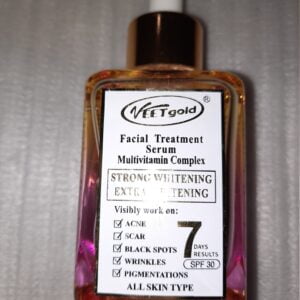 VEETgold®
Facial Treatment
Serum
Multivitamin Complex
STRONG WHITENING
EXTRA WHITENING
Visibly work on:
☑ ACNE
☑ SCAR
☑ BLACK SPOTS
☑ WRINKLES
☑ PIGMENTATIONS
7
DAYS
RESULTS
SPF 30
ALL SKIN TYPE